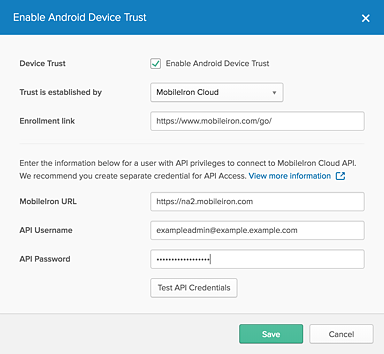 Enable Android Device Trust
Device Trust
Enable Android Device Trust
Trust is established by
MobileIron Cloud
Enrollment link
https://www.mobileiron.com/go/
Enter the information below for a user with API privileges to connect to MobileIron Cloud API.
We recommend you create separate credential for API Access. View more information
MobileIron URL
https://na2.mobileiron.com
API Username
exampleadmin@example.example.com
API Password
••••••••••••••••••
Test API Credentials
Save
Cancel